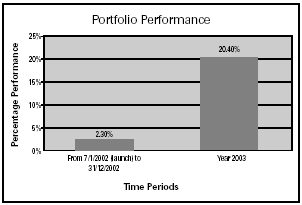 Portfolio Performance
Percentage Performance
25%
20%
15%
10%
5%
0%
2.30%
20.40%
From 7/1/2002 (launch) to
31/12/2002
Year 2003
Time Periods